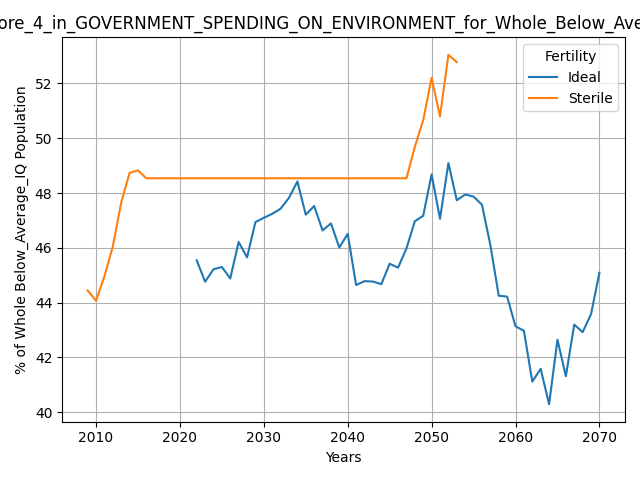 ore_4_in_GOVERNMENT_SPENDING_ON_ENVIRONMENT_for_Whole_Below_Ave
Fertility
Ideal
Sterile
% of Whole Below_Average_IQ Population
52
50
48
46
44
42
40
2010
2020
2030
2040
2050
2060
2070
Years